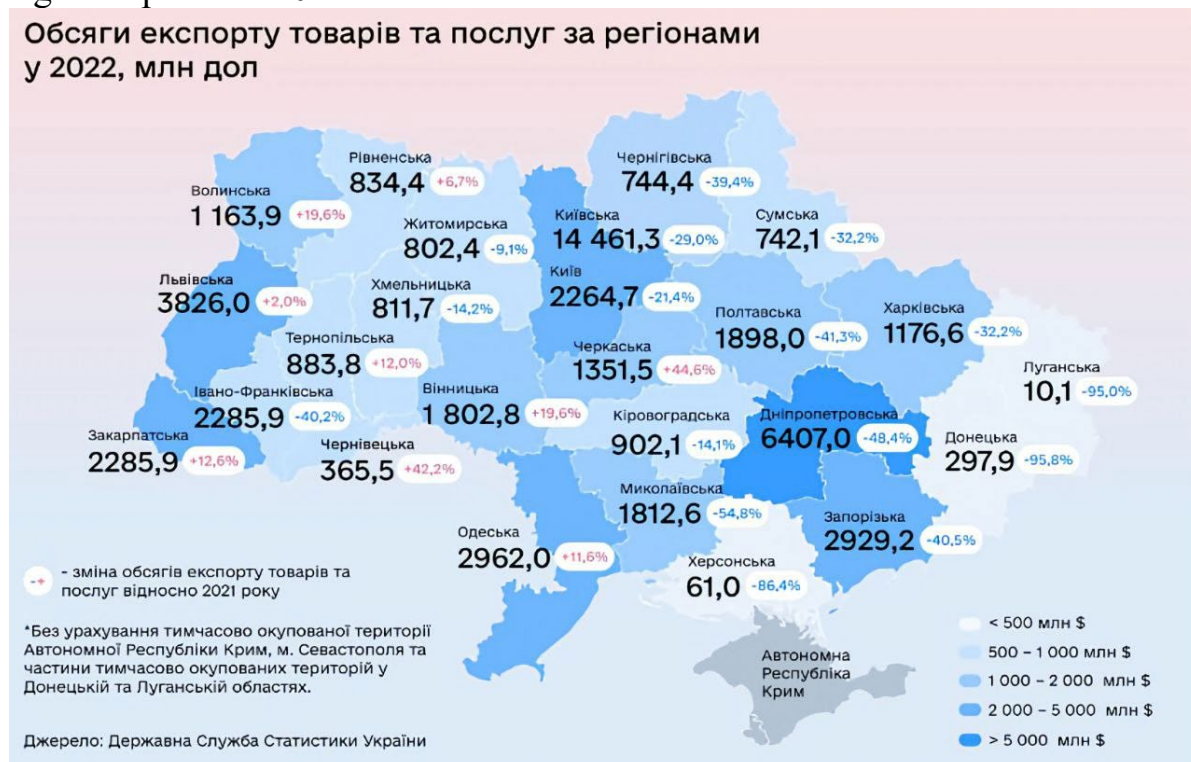 Обсяги експорту товарів та послуг за регіонами
у 2022, млн дол
Рівненська
834,4 +6,7%
Чернігівська
744,4 -39,4%
Волинська
1 163,9 +19,6%
Житомирська
802,4 -9,1%
Київська
14 461,3 -29,0%
Сумська
742,1 -32,2%
Львівська
3826,0 +2,0%
Хмельницька
811,7 -14,2%
Київ
2264,7 -21,4%
Полтавська
1898,0 -41,3%
Харківська
1176,6 -32,2%
Тернопільська
883,8 +12,0%
Черкаська
1351,5 +44,6%
Луганська
10,1 -95,0%
Івано-Франківська
2285,9 -40,2%
Вінницька
1 802,8 +19,6%
Кіровоградська
902,1 -14,1%
Дніпропетровська
6407,0 -48,4%
Донецька
297,9 -95,8%
Закарпатська
2285,9 +12,6%
Чернівецька
365,5 +42,2%
Миколаївська
1812,6 -54,8%
Запорізька
2929,2 -40,5%
Одеська
2962,0 +11,6%
Херсонська
61,0 -86,4%
-+ - зміна обсягів експорту товарів та
послуг відносно 2021 року
*Без урахування тимчасово окупованої території
Автономної Республіки Крим, м. Севастополя та
частини тимчасово окупованих територій у
Донецькій та Луганській областях.
Автономна
Республіка
Крим
< 500 млн $
500 – 1 000 млн $
1 000 – 2 000 млн $
2 000 – 5 000 млн $
> 5 000 млн $
Джерело: Державна Служба Статистики України